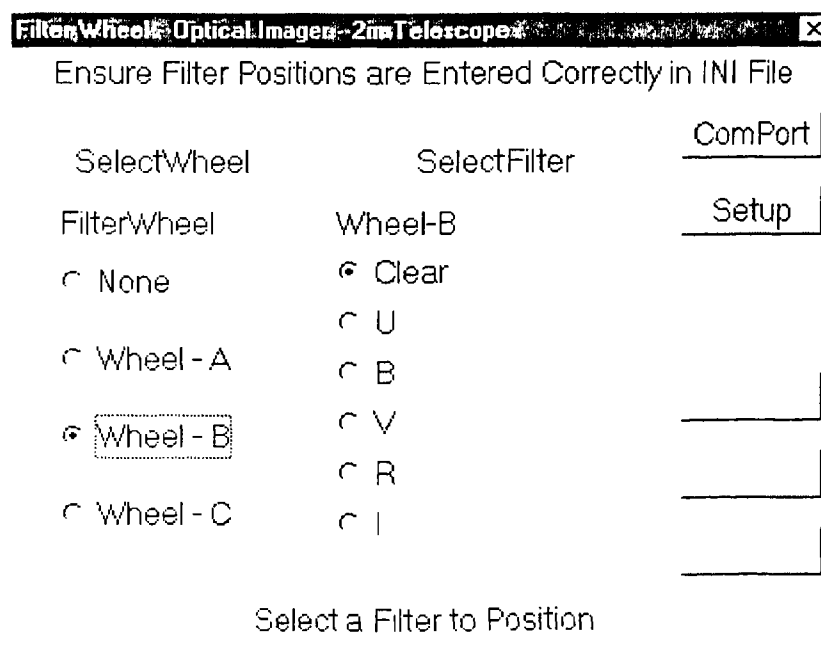 FilterWheel - Optical Imager - 2m Telescope
Ensure Filter Positions are Entered Correctly in INI File
ComPort
SelectWheel SelectFilter
Setup
FilterWheel Wheel-B
None
Wheel - A
Wheel - B
Wheel - C
Clear
U
B
V
R
I
Select a Filter to Position